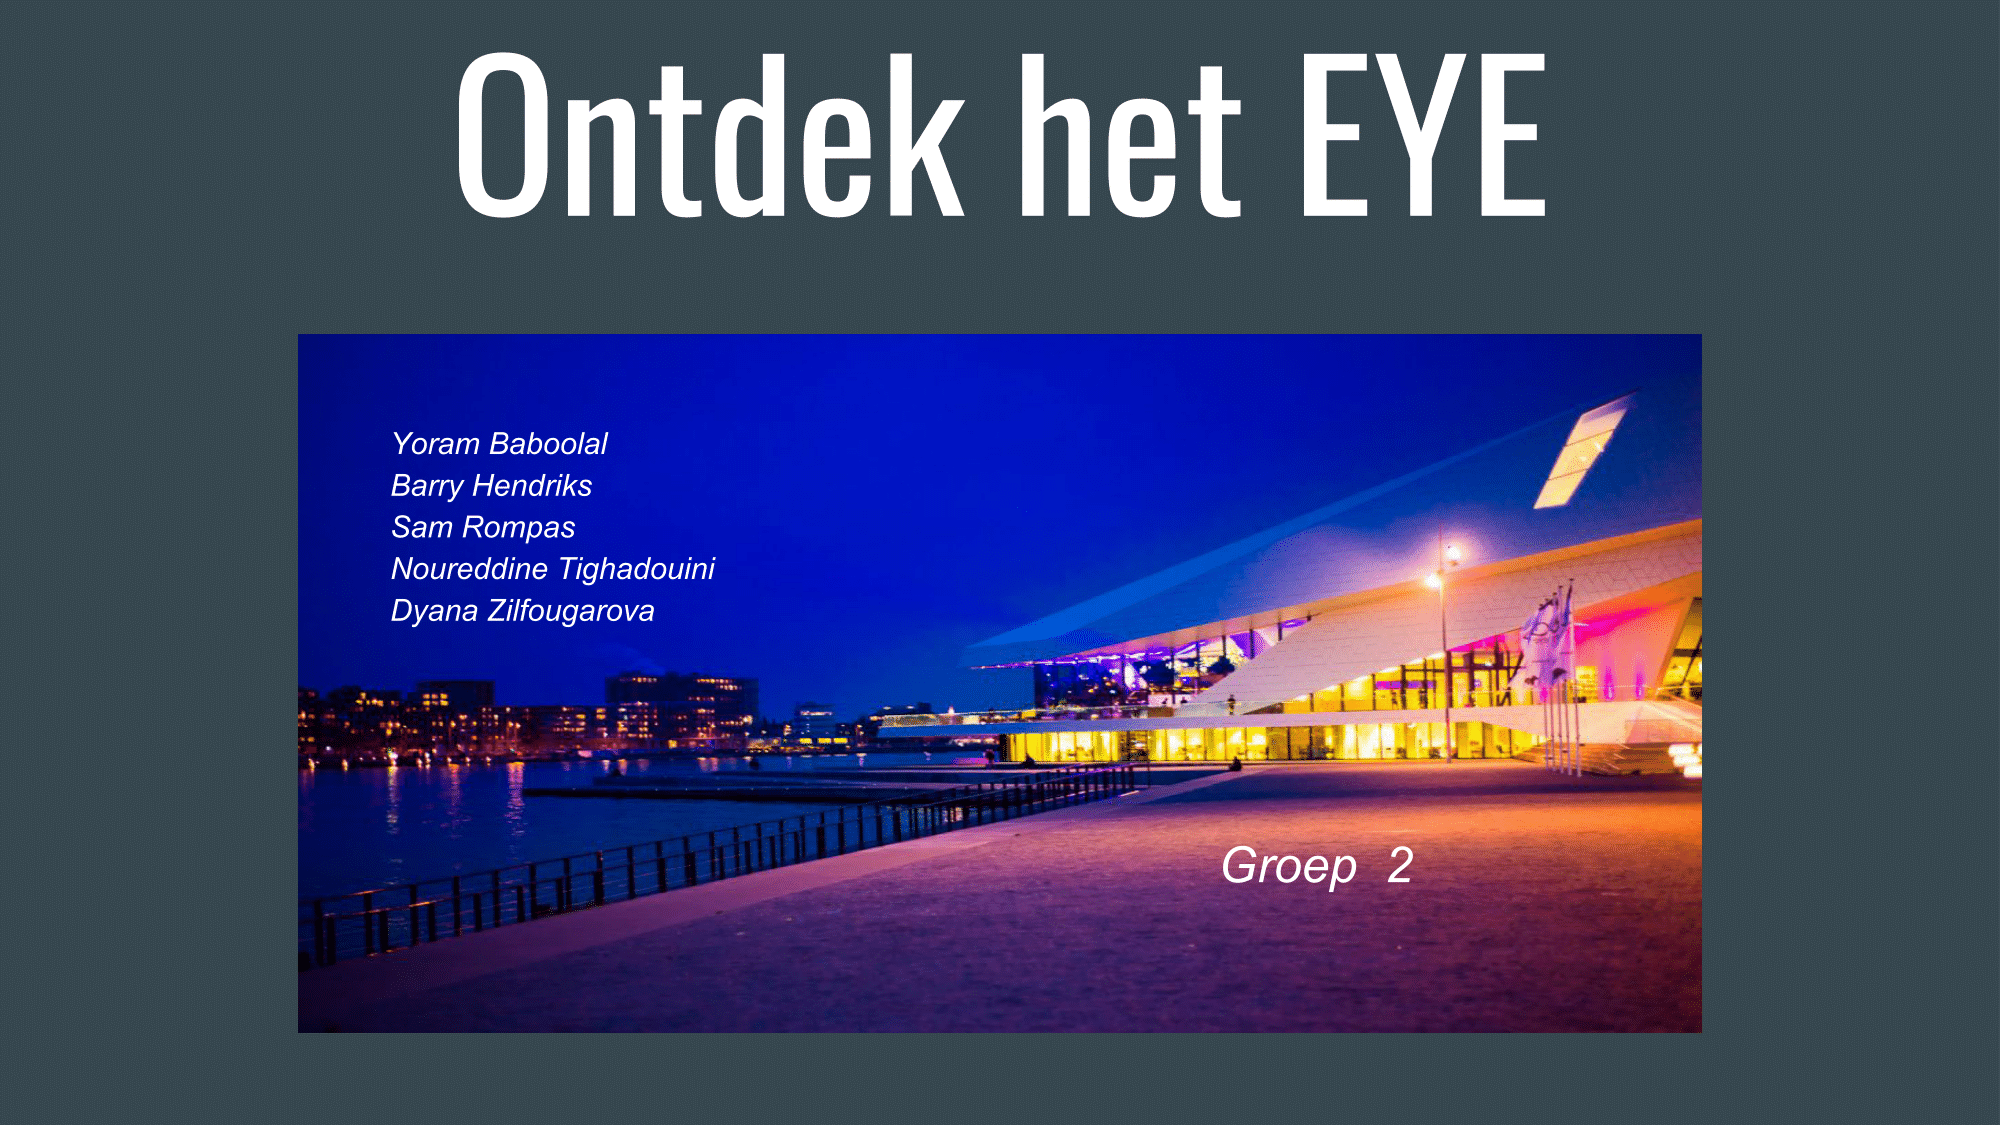 Ontdek het EYE
Yoram Baboolal
Barry Hendriks
Sam Rompas
Noureddine Tighadouini
Dyana Zilfougarova
Groep 2